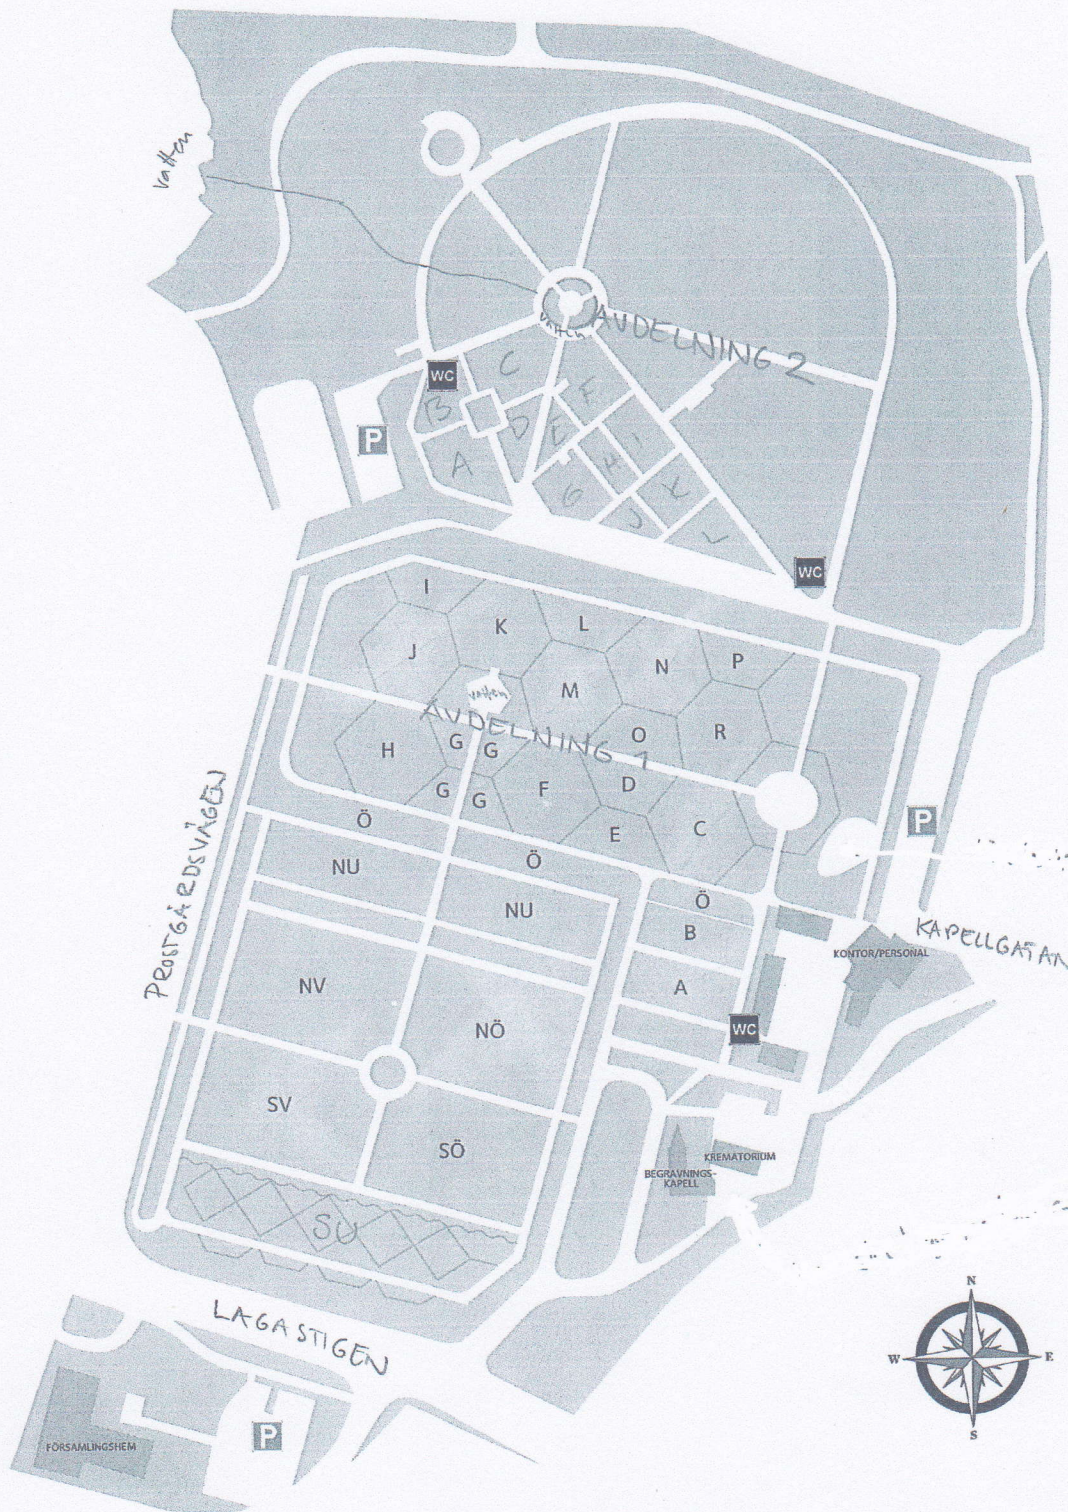 vatten
vatten
AVDELNING 2
WC
C
F
B
D
E
I
P
A
H
K
G
J
L
WC
I
K
L
J
N
P
M
vatten
AVDELNING 1
O
R
H
G
G
D
G
G
F
E
C
P
Ö
Ö
NU
NU
Ö
B
KAPELLGATAN
KONTOR/PERSONAL
PROSTGÅRDSVÄGEN
NV
A
NÖ
WC
SV
SÖ
KREMATORIUM
BEGRAVNINGS-
KAPELL
SU
LAGASTIGEN
N
W
E
S
P
FÖRSAMLINGSHEM